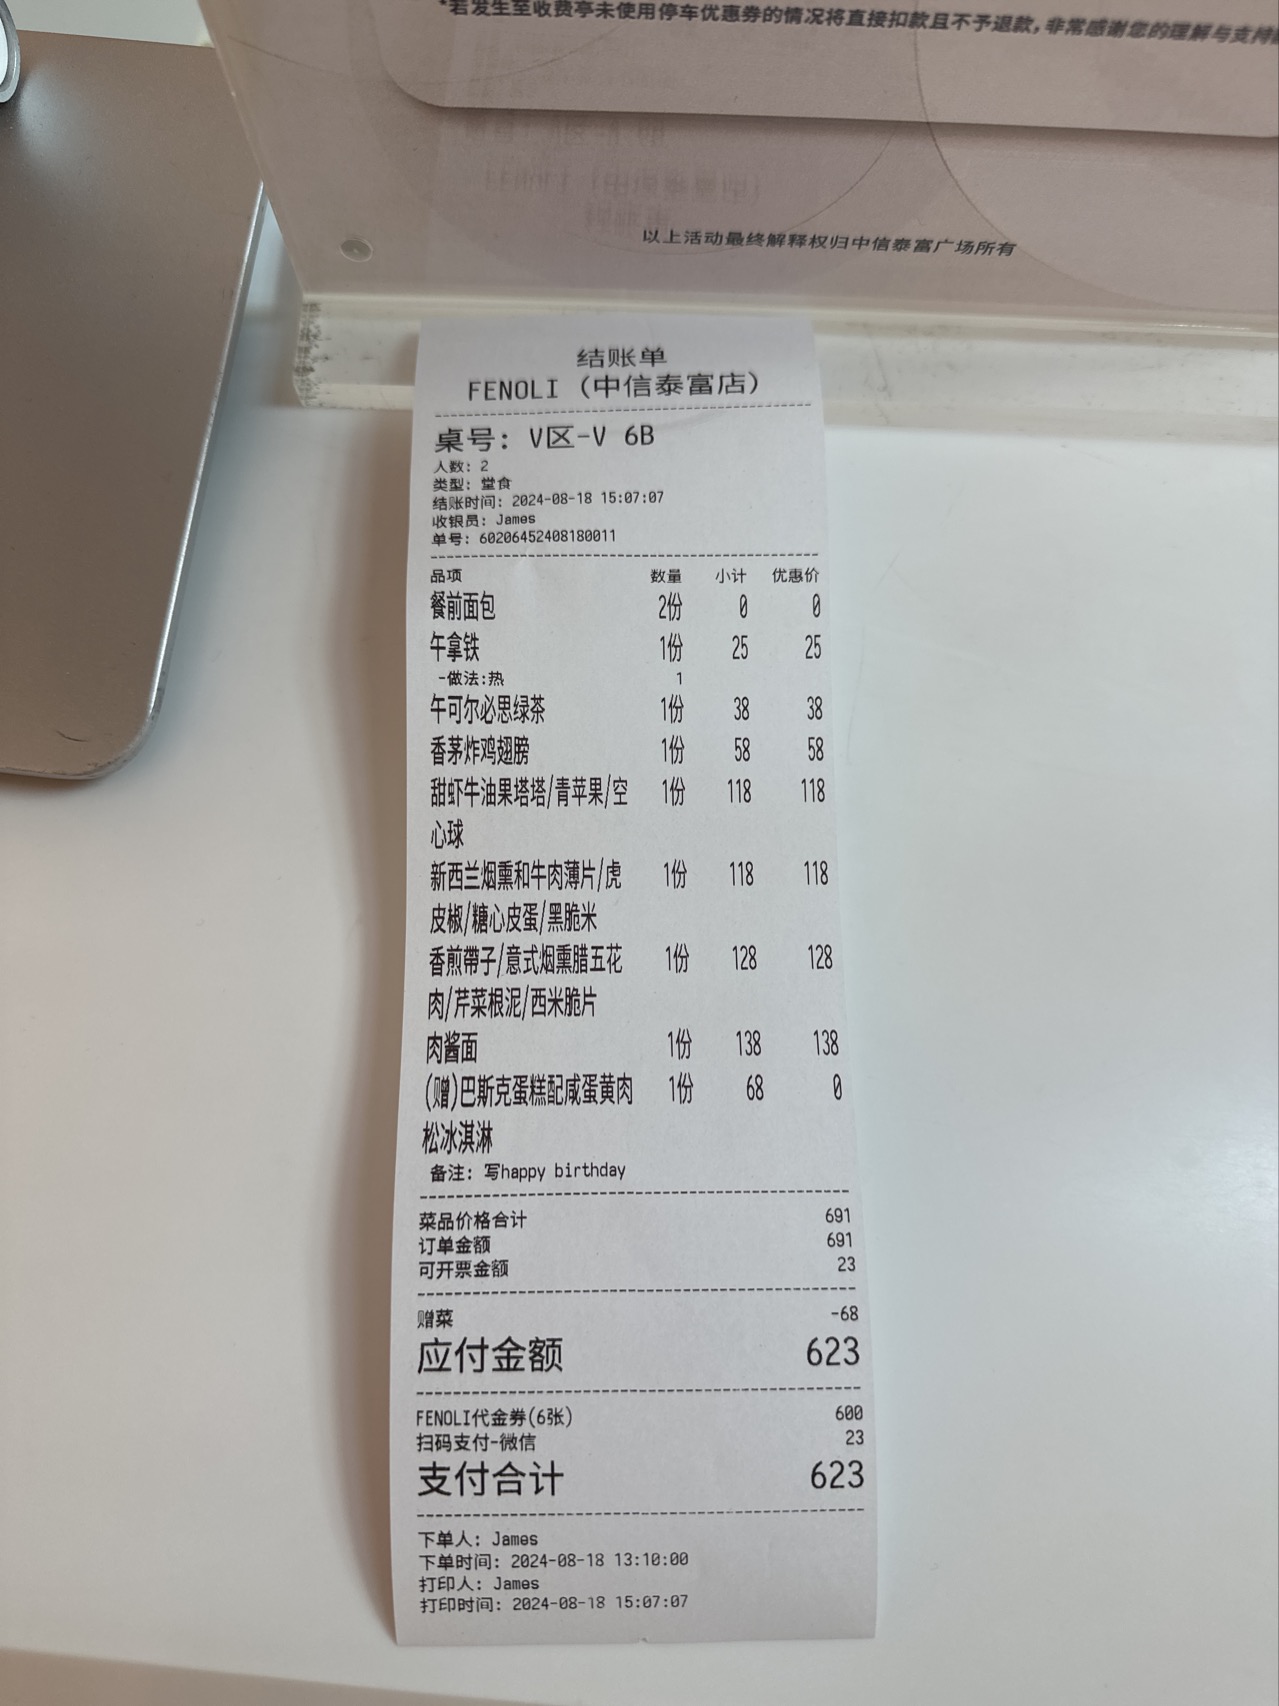 *若发生至收费亭未使用停车优惠券的情况将直接扣款且不予退款,非常感谢您的理解与支持
以上活动最终解释权归中信泰富广场所有
结账单
FENOLI (中信泰富店)
桌号: V区-V 6B
人数: 2
类型: 堂食
结账时间: 2024-08-18 15:07:07
收银员: James
单号: 60206452408180011
品项 数量 小计 优惠价
餐前面包 2份 0 0
午拿铁 1份 25 25
-做法:热 1
午可尔必思绿茶 1份 38 38
香茅炸鸡翅膀 1份 58 58
甜虾牛油果塔塔/青苹果/空 1份 118 118
心球
新西兰烟熏和牛肉薄片/虎 1份 118 118
皮椒/糖心皮蛋/黑脆米
香煎帶子/意式烟熏腊五花 1份 128 128
肉/芹菜根泥/西米脆片
肉酱面 1份 138 138
(赠)巴斯克蛋糕配咸蛋黄肉 1份 68 0
松冰淇淋
备注: 写happy birthday
菜品价格合计 691
订单金额 691
可开票金额 23
赠菜 -68
应付金额 623
FENOLI代金券(6张) 600
扫码支付-微信 23
支付合计 623
下单人: James
下单时间: 2024-08-18 13:10:00
打印人: James
打印时间: 2024-08-18 15:07:07